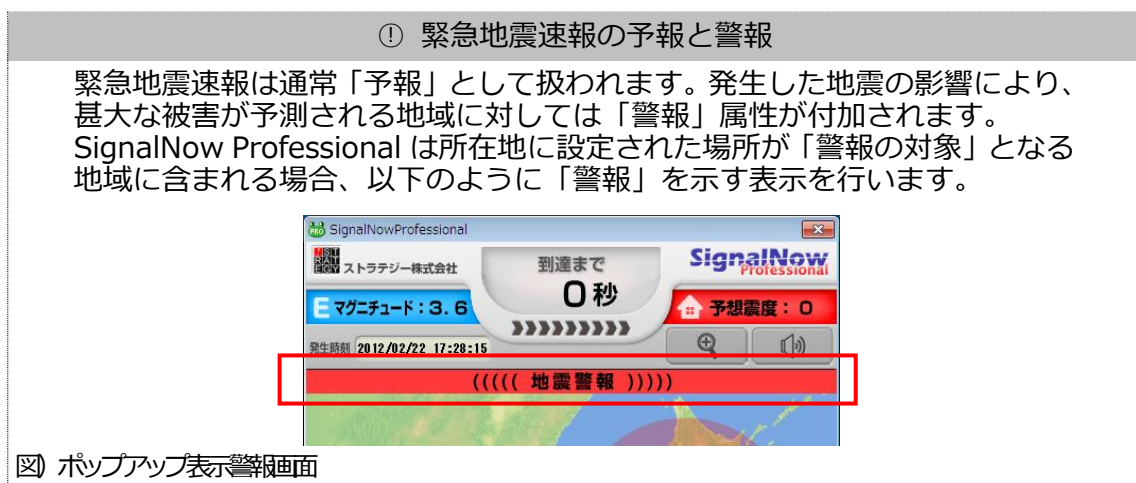 ① 緊急地震速報の予報と警報
緊急地震速報は通常「予報」として扱われます。発生した地震の影響により、
甚大な被害が予測される地域に対しては「警報」属性が付加されます。
SignalNow Professional は所在地に設定された場所が「警報の対象」となる
地域に含まれる場合、以下のように「警報」を示す表示を行います。
PRO SignalNowProfessional
STRATEGY ストラテジー株式会社
到達まで
SignalNow
Professional
0秒
E マグニチュード：3.6
予想震度：0
》》》》》》》》》
発生時刻 2012/02/22 17:28:15
((((( 地震警報 )))))
図) ポップアップ表示警報画面